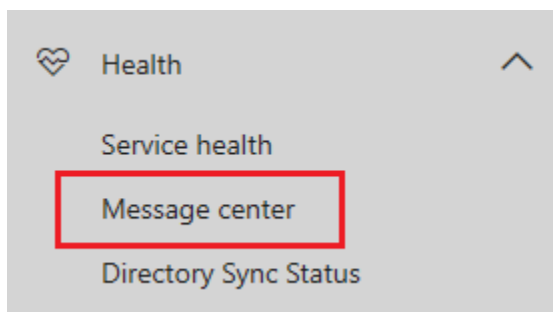 Health
Service health
Message center
Directory Sync Status